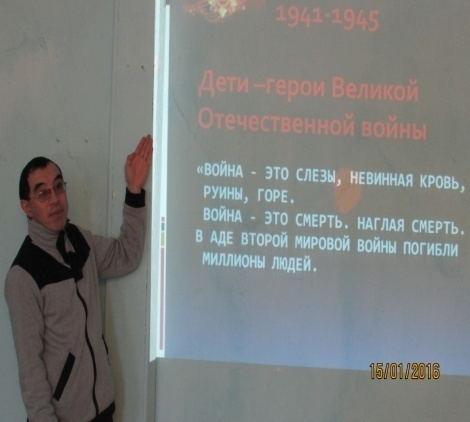 1941-1945
Дети –герои Великой
Отечественной войны
«ВОЙНА - ЭТО СЛЕЗЫ, НЕВИННАЯ КРОВЬ,
РУИНЫ, ГОРЕ.
ВОЙНА - ЭТО СМЕРТЬ. НАГЛАЯ СМЕРТЬ.
В АДЕ ВТОРОЙ МИРОВОЙ ВОЙНЫ ПОГИБЛИ
МИЛЛИОНЫ ЛЮДЕЙ.
15/01/2016